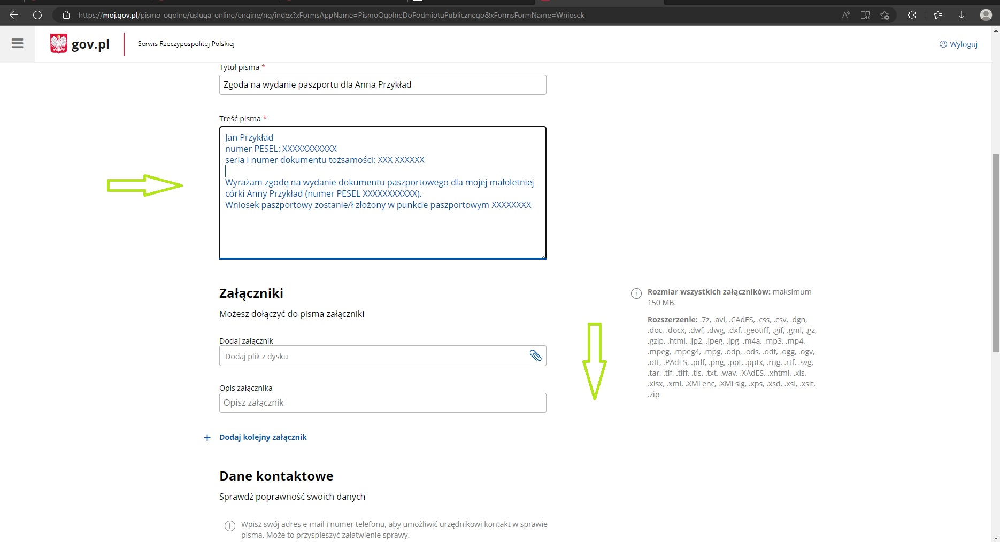 https://moj.gov.pl/pismo-ogolne/usluga-online/engine/ng/index?xFormsAppName=PismoOgolneDoPodmiotuPublicznego&xFormsFormName=Wniosek
gov.pl
Serwis Rzeczypospolitej Polskiej
Wyloguj
Tytuł pisma *
Zgoda na wydanie paszportu dla Anna Przykład
Treść pisma *
Jan Przykład
numer PESEL: XXXXXXXXXXX
seria i numer dokumentu tożsamości: XXX XXXXXX
Wyrażam zgodę na wydanie dokumentu paszportowego dla mojej małoletniej
córki Anny Przykład (numer PESEL XXXXXXXXXXX).
Wniosek paszportowy zostanie/ł złożony w punkcie paszportowym XXXXXXXX
Załączniki
Możesz dołączyć do pisma załączniki
Dodaj załącznik
Dodaj plik z dysku
Opis załącznika
Opisz załącznik
+ Dodaj kolejny załącznik
Rozmiar wszystkich załączników: maksimum
150 MB.
Rozszerzenie: .7z, .avi, .CAdES, .css, .csv, .dgn,
.doc, .docx, .dwf, .dwg, .dxf, .geotiff, .gif, .gml, .gz,
.gzip, .html, .jp2, .jpeg, .jpg, .m4a, .mp3, .mp4,
.mpeg, .mpeg4, .mpg, .odp, .ods, .odt, .ogg, .ogv,
.ott, .PAdES, .pdf, .png, .ppt, .pptx, .rng, .rtf, .svg,
.tar, .tif, .tiff, .tls, .txt, .wav, .XAdES, .xhtml, .xls,
.xlsx, .xml, .XMLenc, .XMLsig, .xps, .xsd, .xsl, .xslt,
.zip
Dane kontaktowe
Sprawdź poprawność swoich danych
Wpisz swój adres e-mail i numer telefonu, aby umożliwić urzędnikowi kontakt w sprawie
pisma. Może to przyspieszyć załatwienie sprawy.